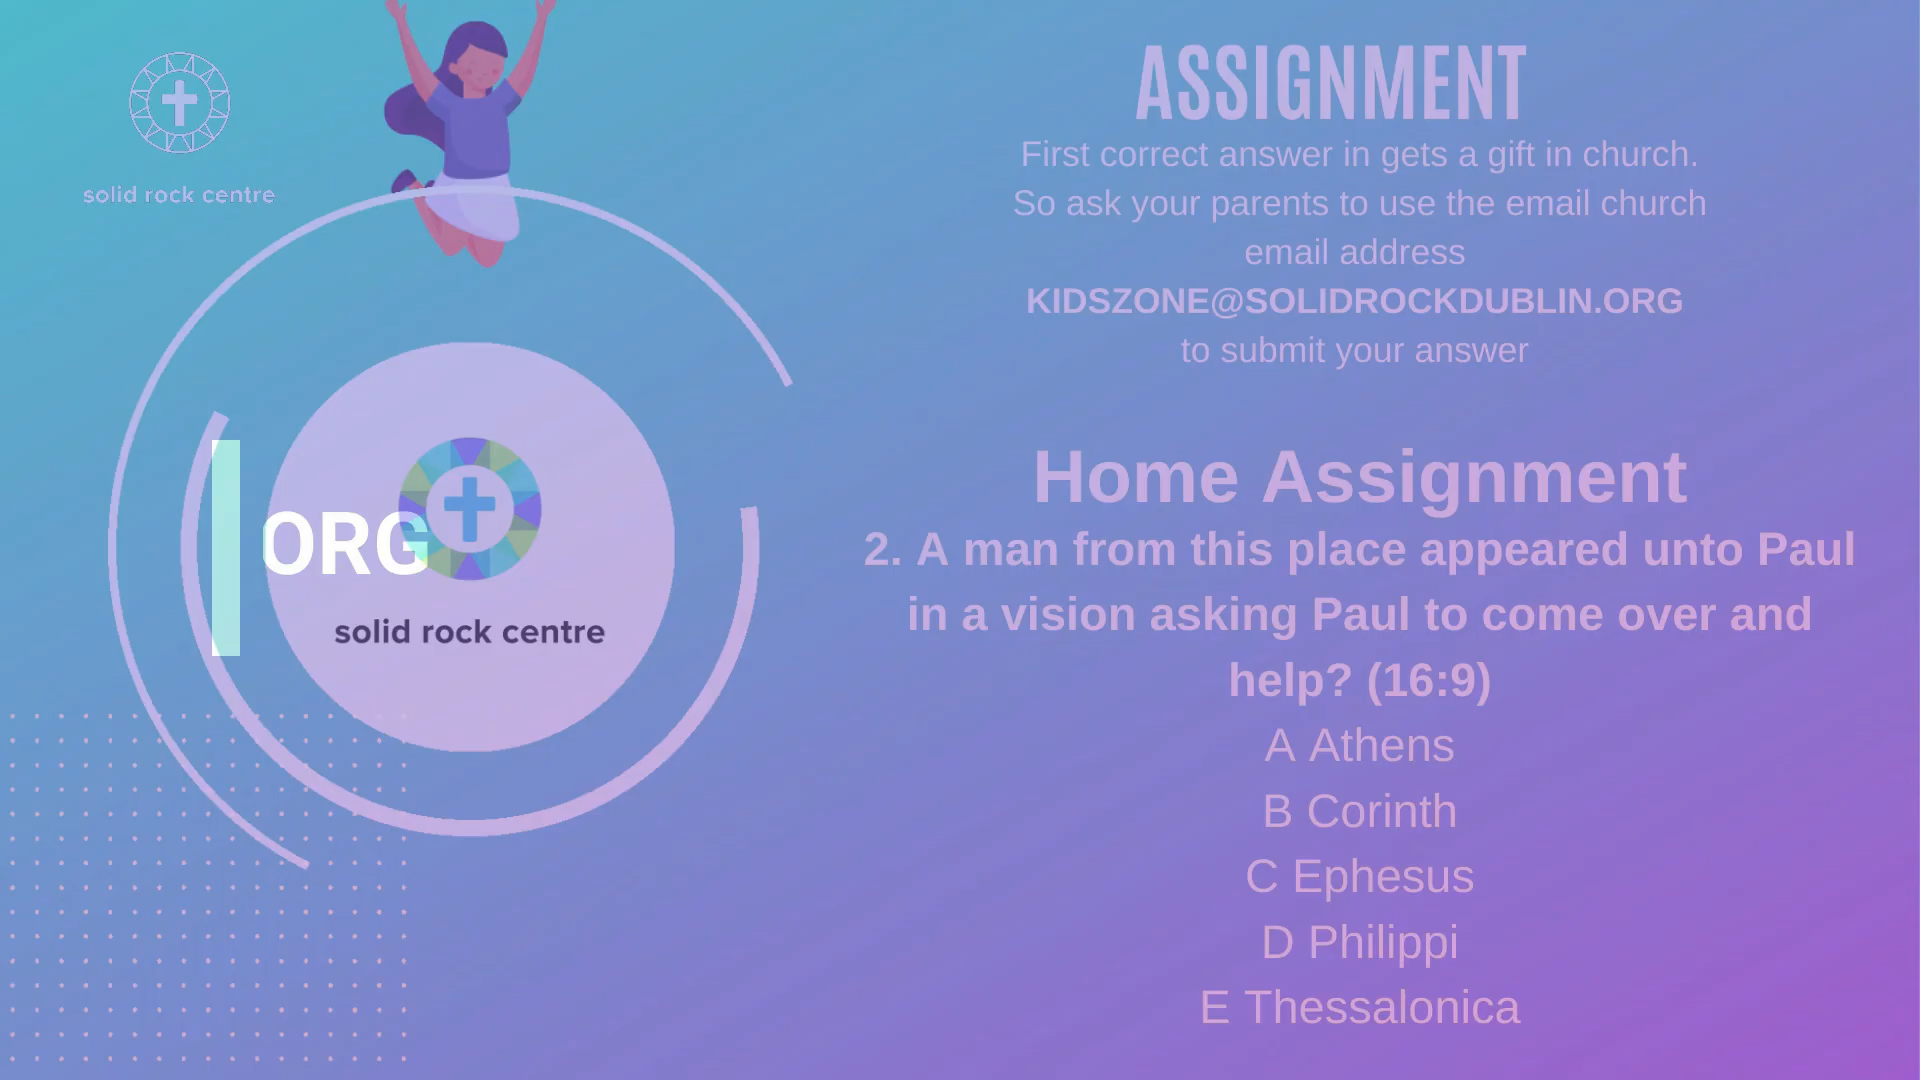 solid rock centre
ASSIGNMENT
First correct answer in gets a gift in church.
So ask your parents to use the email church
email address
KIDSZONE@SOLIDROCKDUBLIN.ORG
to submit your answer
ORG
solid rock centre
Home Assignment
2. A man from this place appeared unto Paul
in a vision asking Paul to come over and
help? (16:9)
A Athens
B Corinth
C Ephesus
D Philippi
E Thessalonica